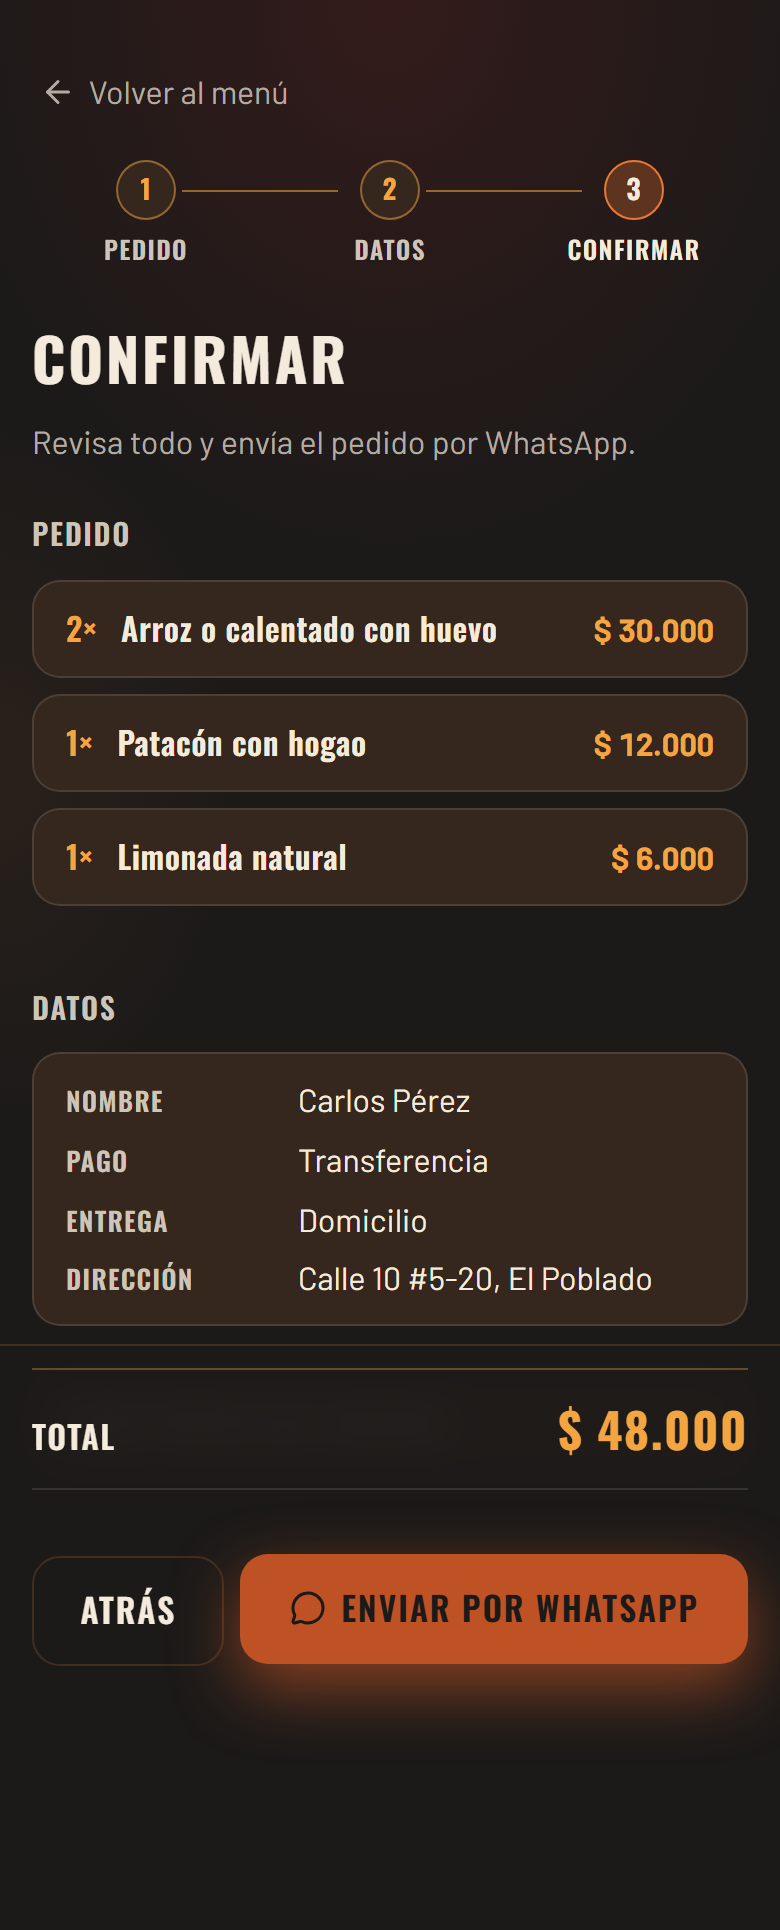 ← Volver al menú
1 2 3
PEDIDO DATOS CONFIRMAR
CONFIRMAR
Revisa todo y envía el pedido por WhatsApp.
PEDIDO
2× Arroz o calentado con huevo $ 30.000
1× Patacón con hogao $ 12.000
1× Limonada natural $ 6.000
DATOS
NOMBRE Carlos Pérez
PAGO Transferencia
ENTREGA Domicilio
DIRECCIÓN Calle 10 #5-20, El Poblado
TOTAL $ 48.000
ATRÁS ENVIAR POR WHATSAPP